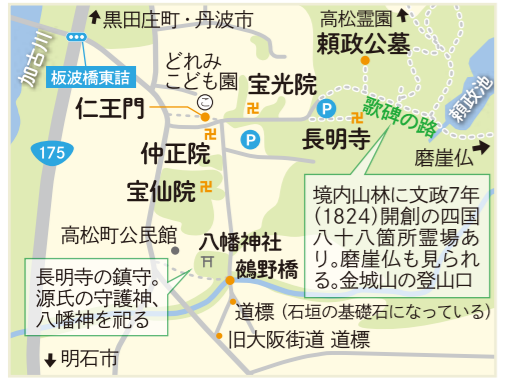 黒田庄町・丹波市
高松霊園
頼政公墓
加古川
板波橋東詰
どれみ
こども園
こ
宝光院
卍
仁王門
P
卍
歌碑の路
頼政池
長明寺
卍
P
仲正院
卍
磨崖仏
175
宝仙院
卍
境内山林に文政7年
(1824)開創の四国
八十八箇所霊場あ
り。磨崖仏も見られ
る。金城山の登山口
高松町公民館
八幡神社
鵺野橋
長明寺の鎮守。
源氏の守護神、
八幡神を祀る
道標(石垣の基礎石になっている)
旧大阪街道 道標
明石市